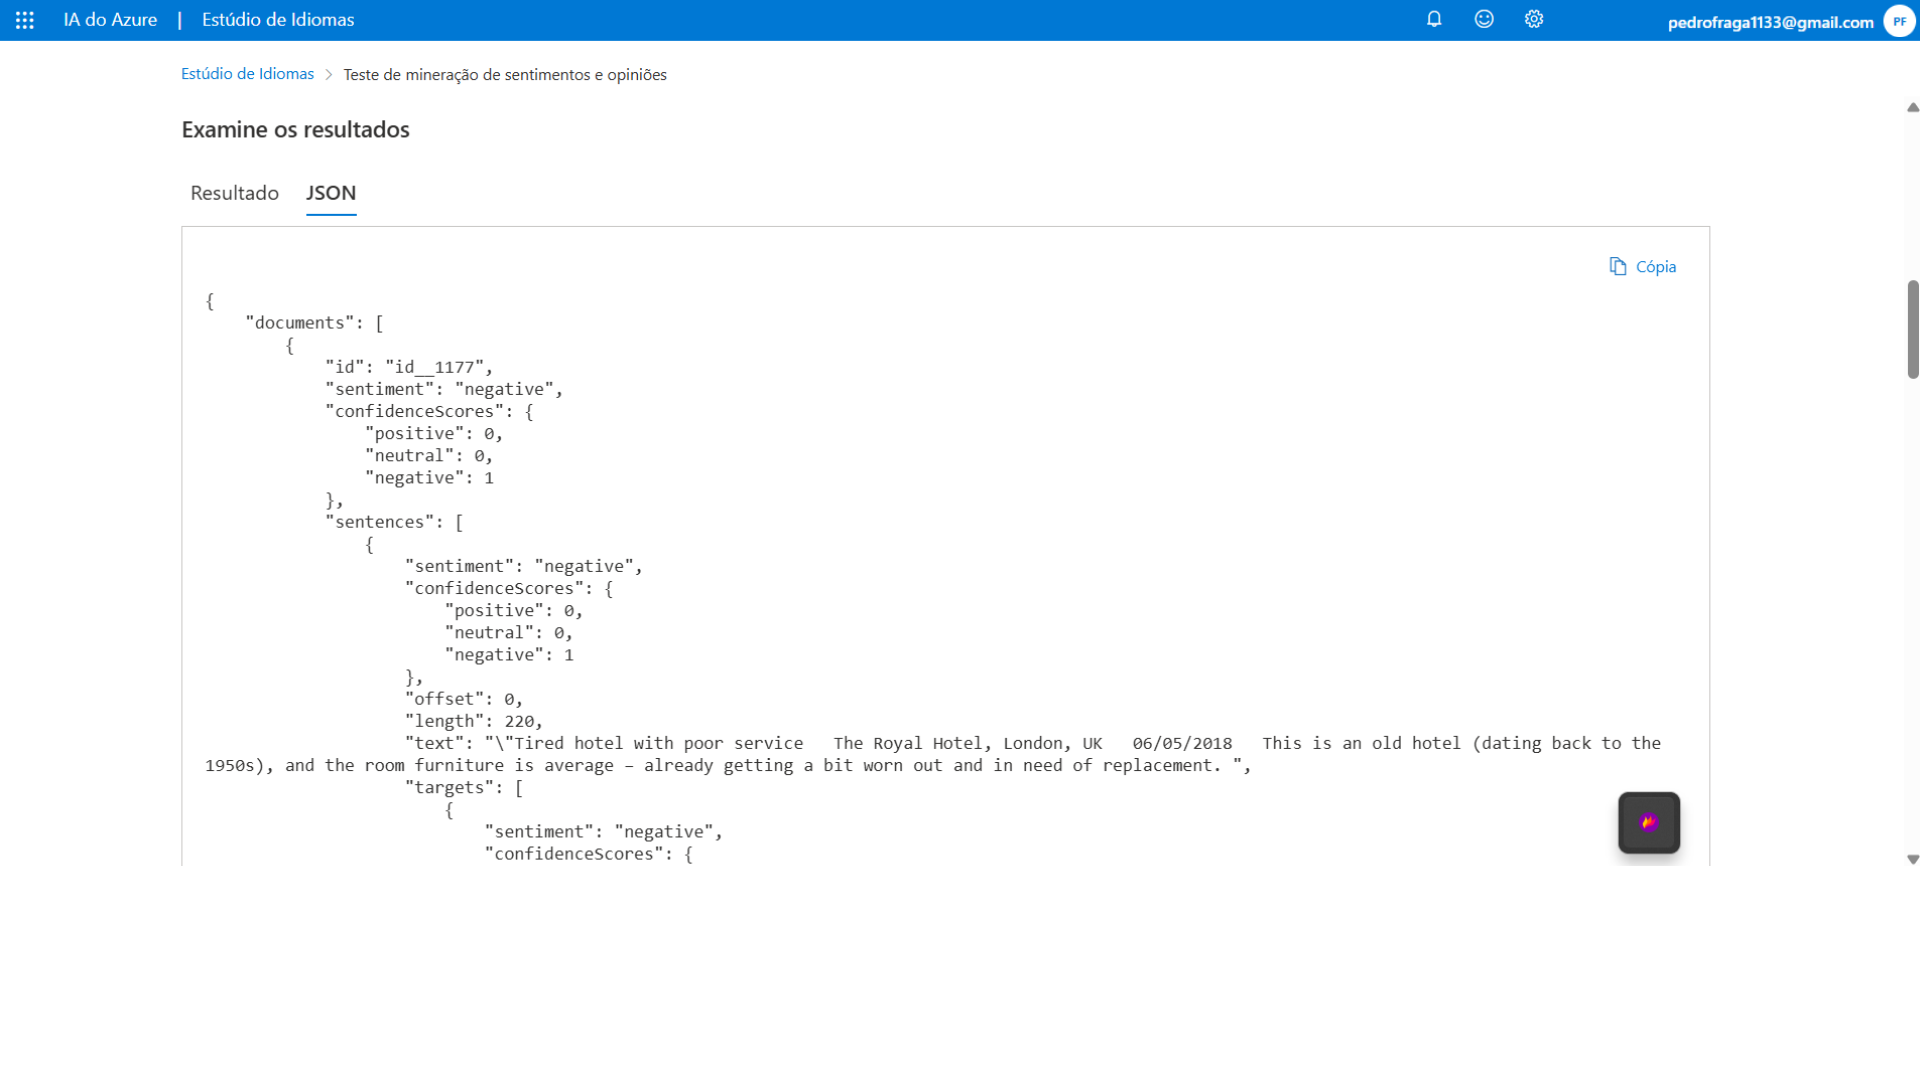 IA do Azure | Estúdio de Idiomas
pedrofraga1133@gmail.com PF
Estúdio de Idiomas > Teste de mineração de sentimentos e opiniões
Examine os resultados
Resultado JSON
Cópia
{
"documents": [
{
"id": "id__1177",
"sentiment": "negative",
"confidenceScores": {
"positive": 0,
"neutral": 0,
"negative": 1
},
"sentences": [
{
"sentiment": "negative",
"confidenceScores": {
"positive": 0,
"neutral": 0,
"negative": 1
},
"offset": 0,
"length": 220,
"text": "\"Tired hotel with poor service   The Royal Hotel, London, UK   06/05/2018   This is an old hotel (dating back to the
1950s), and the room furniture is average – already getting a bit worn out and in need of replacement. ",
"targets": [
{
"sentiment": "negative",
"confidenceScores": {